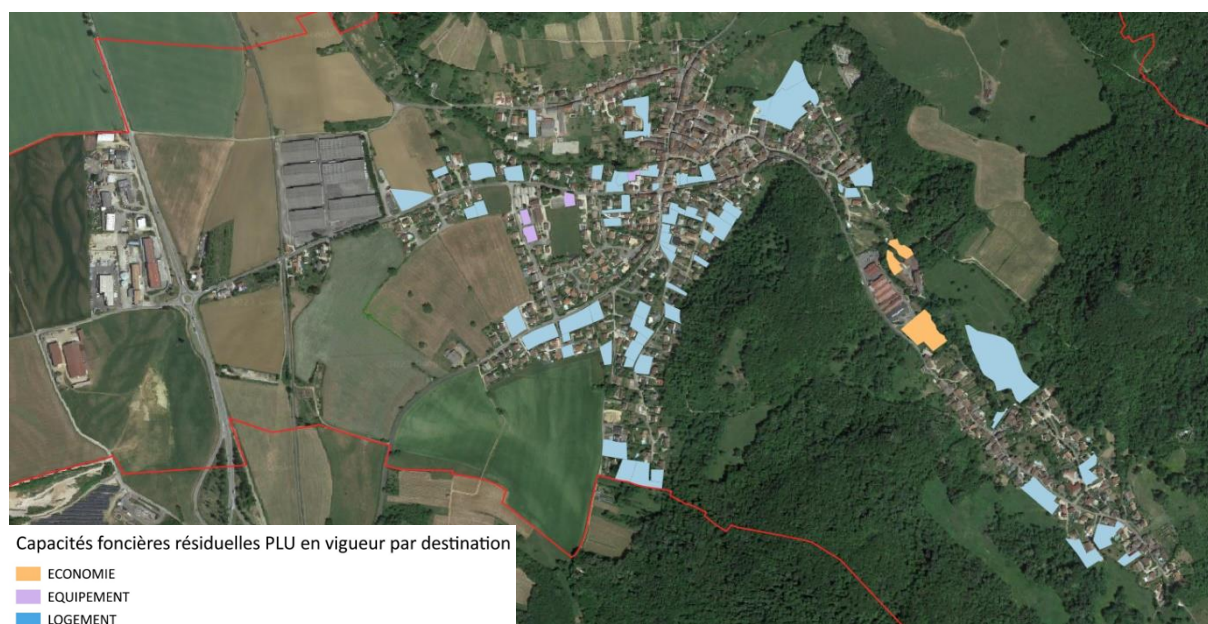 Capacités foncières résiduelles PLU en vigueur par destination
ECONOMIE
EQUIPEMENT
LOGEMENT